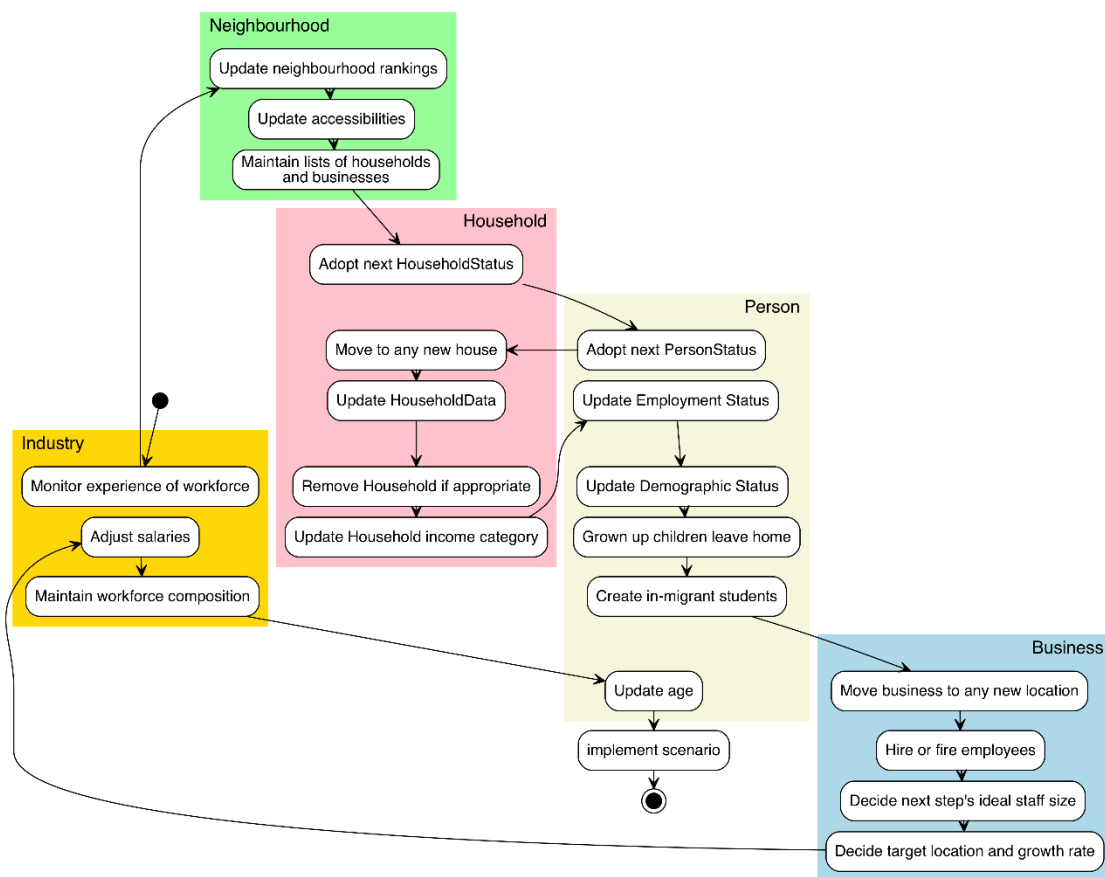 Neighbourhood
Update neighbourhood rankings
Update accessibilities
Maintain lists of households
and businesses
Household
Adopt next HouseholdStatus
Person
Move to any new house
Adopt next PersonStatus
Update HouseholdData
Update Employment Status
Industry
Monitor experience of workforce
Remove Household if appropriate
Update Demographic Status
Adjust salaries
Update Household income category
Grown up children leave home
Maintain workforce composition
Create in-migrant students
Business
Update age
Move business to any new location
implement scenario
Hire or fire employees
Decide next step's ideal staff size
Decide target location and growth rate